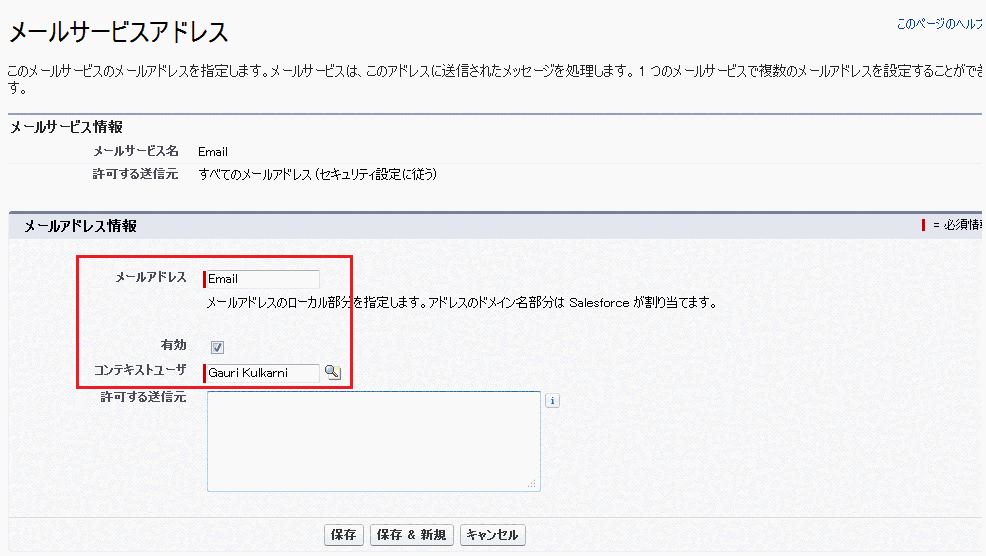 メールサービスアドレス
このページのヘルプ
このメールサービスのメールアドレスを指定します。メールサービスは、このアドレスに送信されたメッセージを処理します。 1 つのメールサービスで複数のメールアドレスを設定することができ
す。
メールサービス情報
メールサービス名 Email
許可する送信元 すべてのメールアドレス (セキュリティ設定に従う)
メールアドレス情報
= 必須情報
メールアドレス Email
メールアドレスのローカル部分を指定します。アドレスのドメイン名部分は Salesforce が割り当てます。
有効
コンテキストユーザ Gauri Kulkarni
許可する送信元
保存 保存 & 新規 キャンセル